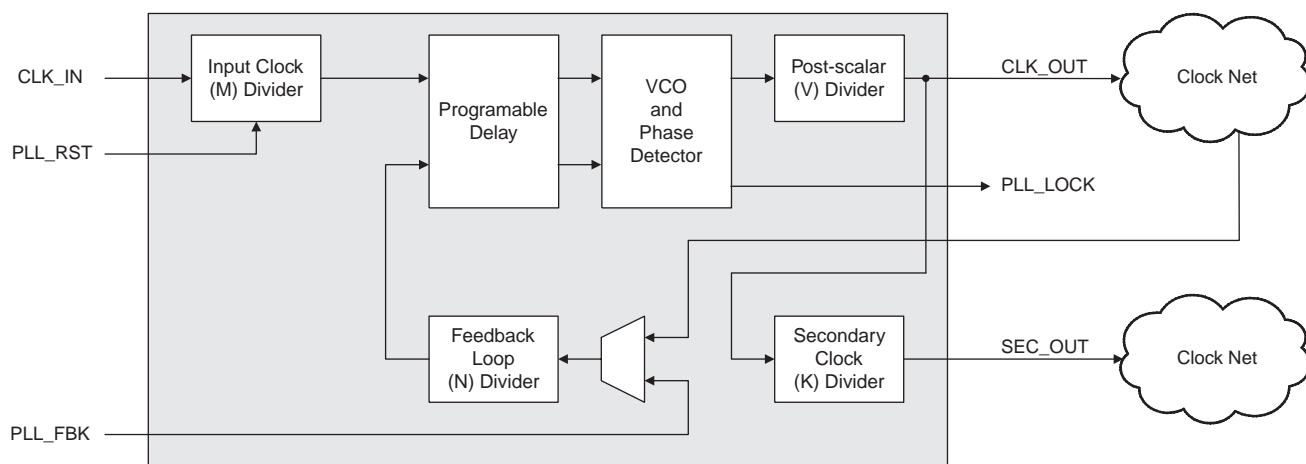 CLK_IN
Input Clock
(M) Divider
PLL_RST
Programable
Delay
VCO
and
Phase
Detector
Post-scalar
(V) Divider
CLK_OUT
Clock Net
PLL_LOCK
Feedback
Loop
(N) Divider
Secondary
Clock
(K) Divider
SEC_OUT
Clock Net
PLL_FBK